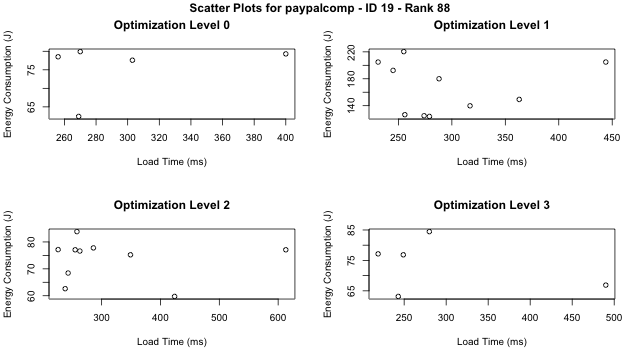 Scatter Plots for paypalcomp - ID 19 - Rank 88
Optimization Level 0
Energy Consumption (J)
65 75
260 280 300 320 340 360 380 400
Load Time (ms)
Optimization Level 1
Energy Consumption (J)
140 180 220
250 300 350 400 450
Load Time (ms)
Optimization Level 2
Energy Consumption (J)
60 70 80
300 400 500 600
Load Time (ms)
Optimization Level 3
Energy Consumption (J)
65 75 85
250 300 350 400 450 500
Load Time (ms)